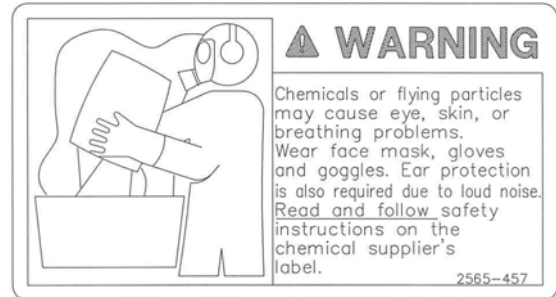 WARNING
Chemicals or flying particles
may cause eye, skin, or
breathing problems.
Wear face mask, gloves
and goggles. Ear protection
is also required due to loud noise.
Read and follow safety
instructions on the
chemical supplier's
label.
2565-457